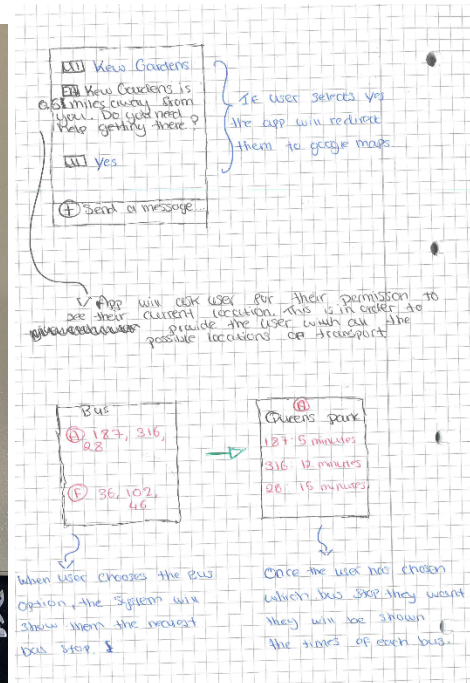 U1 Kew Gardens
Kew Gardens is
miles away from
you. Do you need
help getting there?
U1 yes
+ Send a message...
If user selects yes
the app will redirect
them to google maps
App will ask user for their permisson to
see their current location. This is in order to
provide the user with all the
possible locations of transport
Bus
A 187, 316,
28
F 36, 102,
46
A
Queens park
187: 5 minutes
316: 12 minutes
28: 15 minutes
When user chooses the bus
option, the system will
show them the nearest
bus stop.
Once the user has chosen
which bus stop they want
they will be shown
the times of each bus.